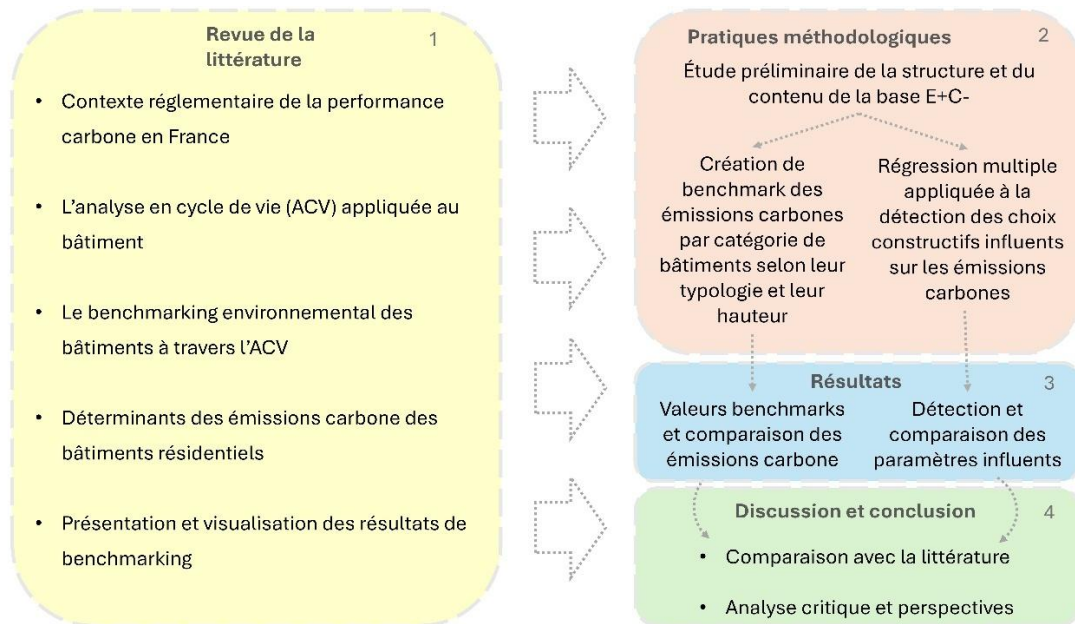 Revue de la
littérature
1
• Contexte réglementaire de la performance
carbone en France
• L'analyse en cycle de vie (ACV) appliquée au
bâtiment
• Le benchmarking environnemental des
bâtiments à travers l'ACV
• Déterminants des émissions carbone des
bâtiments résidentiels
• Présentation et visualisation des résultats de
benchmarking
Pratiques méthodologiques
2
Étude préliminaire de la structure et du
contenu de la base E+C-
Création de
benchmark des
émissions carbones
par catégorie de
bâtiments selon leur
typologie et leur
hauteur
Régression multiple
appliquée à la
détection des choix
constructifs influents
sur les émissions
carbones
Résultats
3
Valeurs benchmarks
et comparaison des
émissions carbone
Détection et
comparaison des
paramètres influents
Discussion et conclusion
4
• Comparaison avec la littérature
• Analyse critique et perspectives